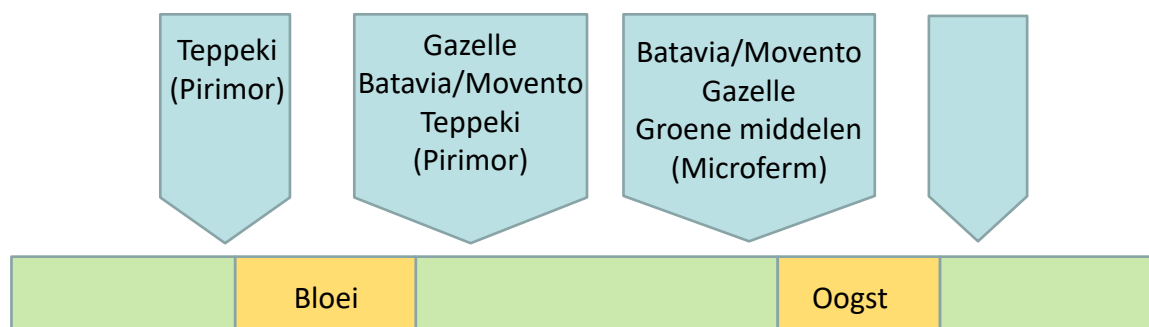 Teppeki
(Pirimor)
Gazelle
Batavia/Movento
Teppeki
(Pirimor)
Batavia/Movento
Gazelle
Groene middelen
(Microferm)
Bloei
Oogst